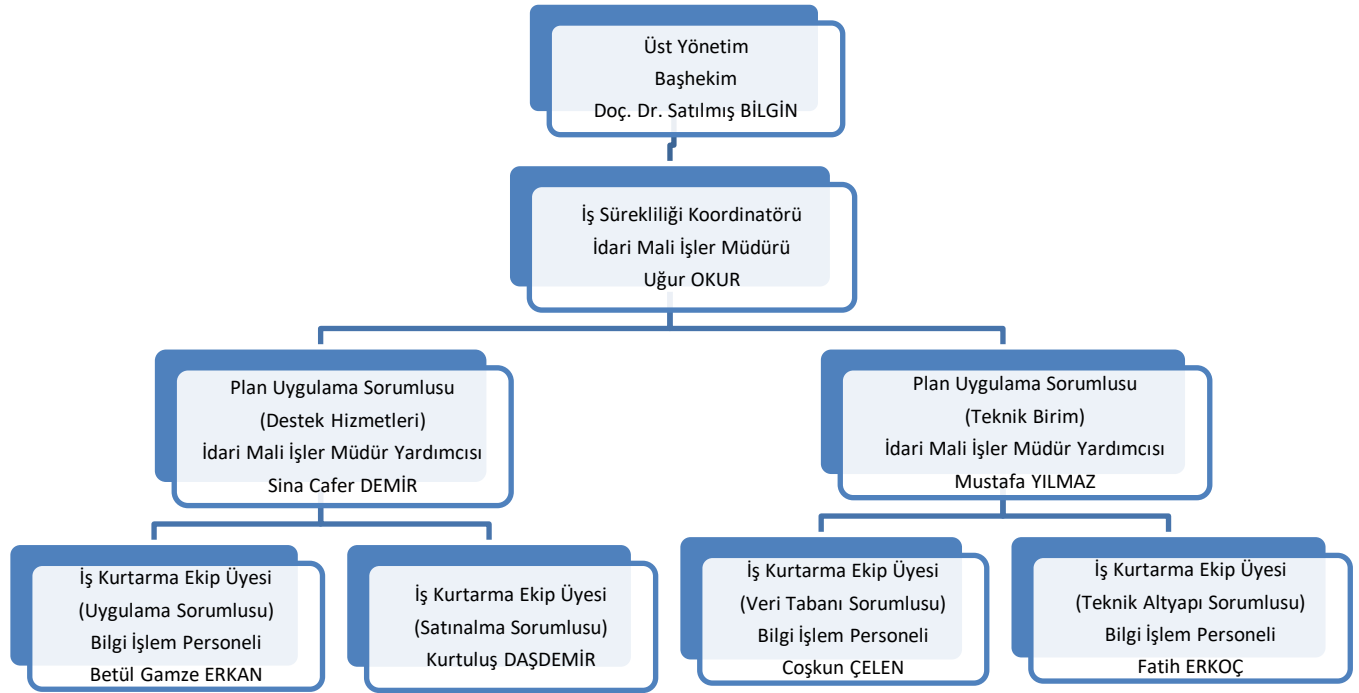 Üst Yönetim
Başhekim
Doç. Dr. Satılmış BİLGİN
İş Sürekliliği Koordinatörü
İdari Mali İşler Müdürü
Uğur OKUR
Plan Uygulama Sorumlusu
(Destek Hizmetleri)
İdari Mali İşler Müdür Yardımcısı
Sina Cafer DEMİR
Plan Uygulama Sorumlusu
(Teknik Birim)
İdari Mali İşler Müdür Yardımcısı
Mustafa YILMAZ
İş Kurtarma Ekip Üyesi
(Uygulama Sorumlusu)
Bilgi İşlem Personeli
Betül Gamze ERKAN
İş Kurtarma Ekip Üyesi
(Satınalma Sorumlusu)
Kurtuluş DAŞDEMİR
İş Kurtarma Ekip Üyesi
(Veri Tabanı Sorumlusu)
Bilgi İşlem Personeli
Coşkun ÇELEN
İş Kurtarma Ekip Üyesi
(Teknik Altyapı Sorumlusu)
Bilgi İşlem Personeli
Fatih ERKOÇ